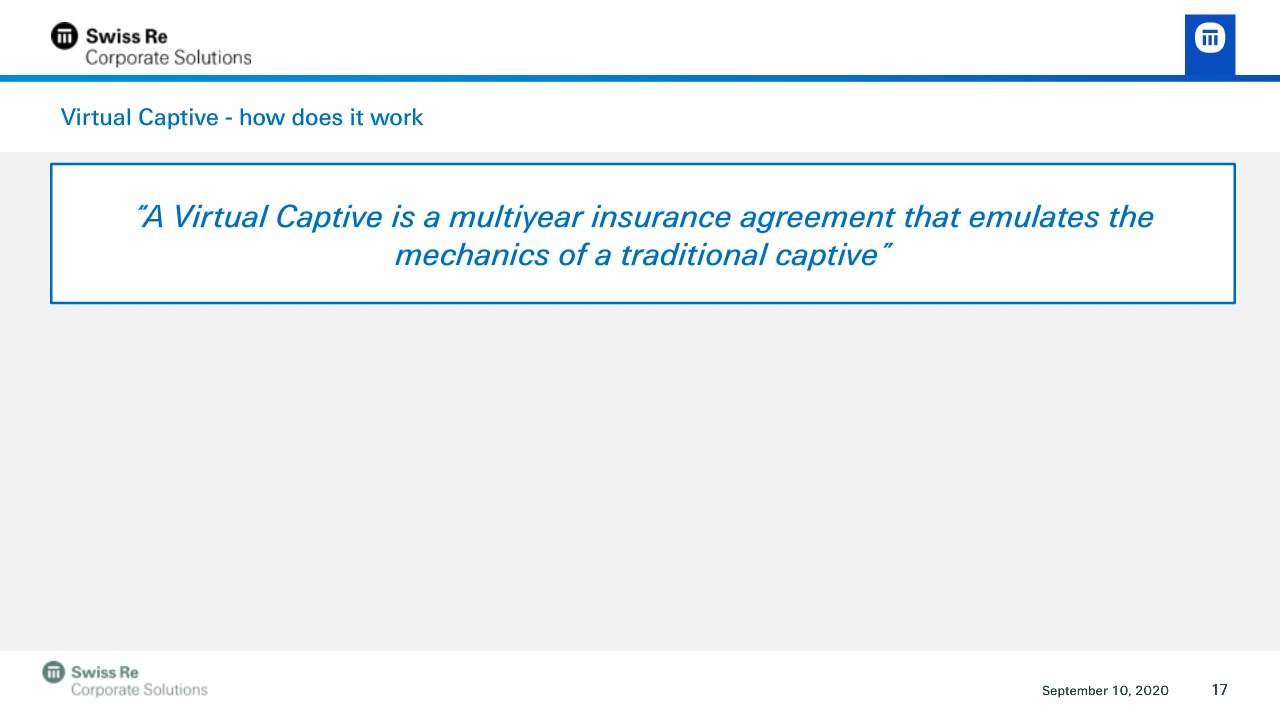 Swiss Re
Corporate Solutions
Virtual Captive - how does it work
“A Virtual Captive is a multiyear insurance agreement that emulates the
mechanics of a traditional captive”
Swiss Re
Corporate Solutions
September 10, 2020
17